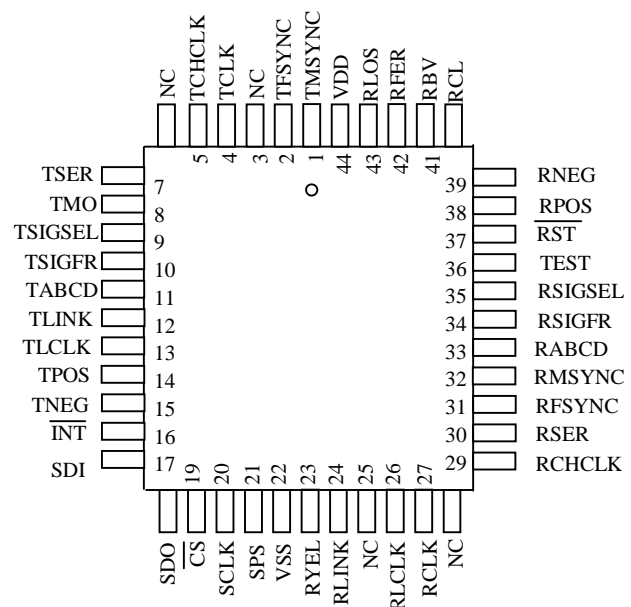 NC
TCHCLK
TCLK
NC
TFSYNC
TMSYNC
VDD
RLOS
RFER
RBV
RCL
5
4
3
2
1
44
43
42
41
TSER
7
TMO
8
TSIGSEL
9
TSIGFR
10
TABCD
11
TLINK
12
TLCLK
13
TPOS
14
TNEG
15
INT
16
SDI
17
39
RNEG
38
RPOS
37
RST
36
TEST
35
RSIGSEL
34
RSIGFR
33
RABCD
32
RMSYNC
31
RFSYNC
30
RSER
29
RCHCLK
19
20
21
22
23
24
25
26
27
SDO
CS
SCLK
SPS
VSS
RYEL
RLINK
NC
RLCLK
RCLK
NC